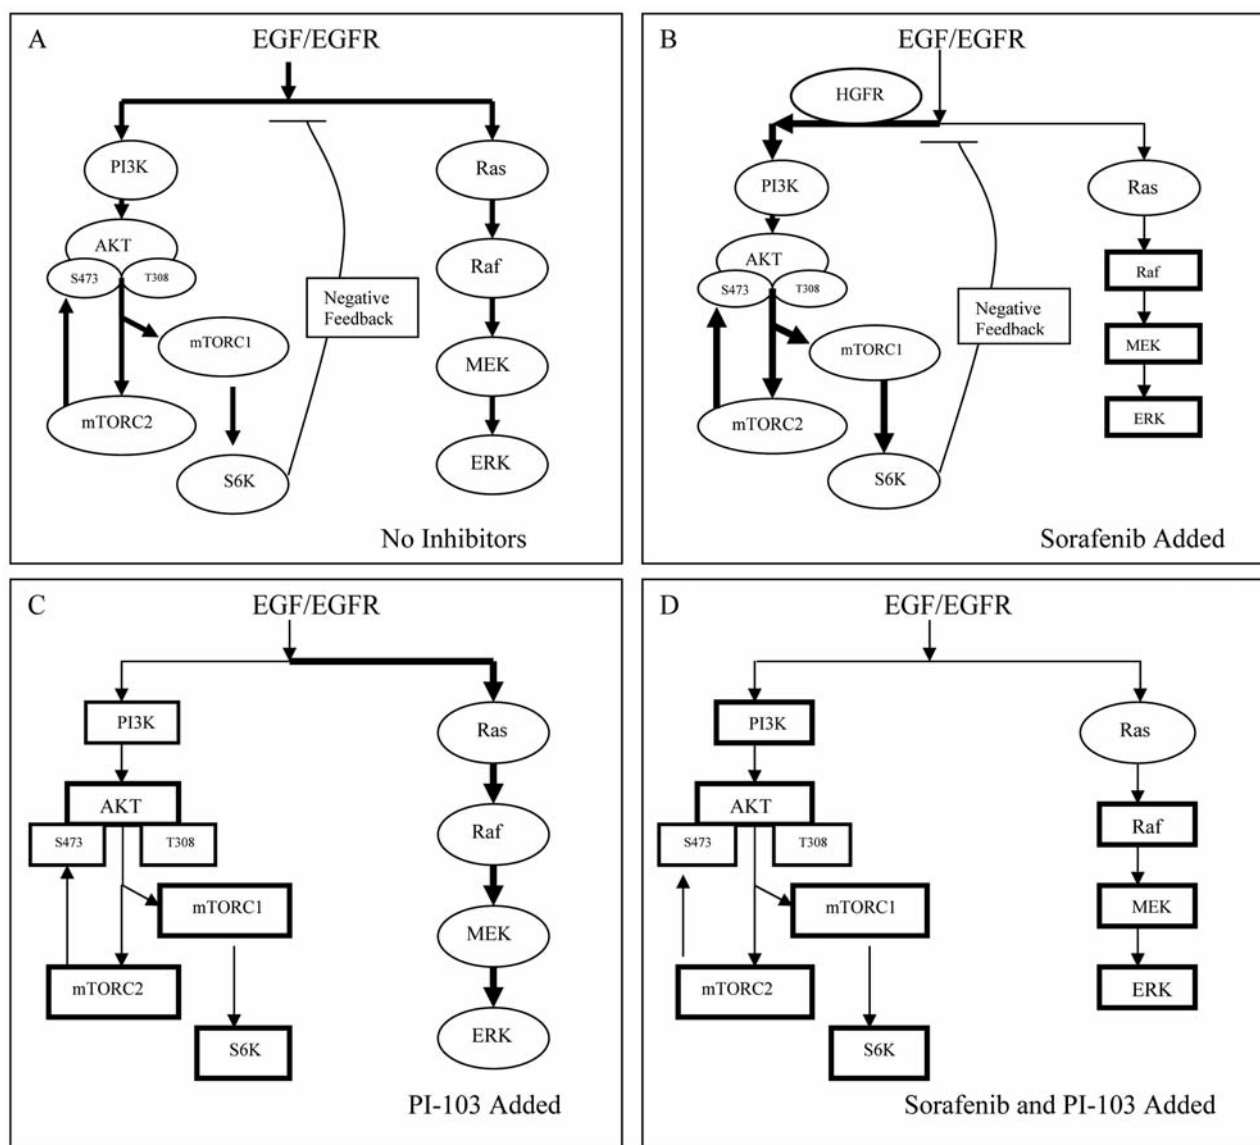 A
EGF/EGFR
PI3K
Ras
AKT
S473
T308
Raf
Negative
Feedback
mTORC1
MEK
mTORC2
S6K
ERK
No Inhibitors
B
EGF/EGFR
HGFR
PI3K
Ras
AKT
S473
T308
Raf
Negative
Feedback
mTORC1
MEK
mTORC2
ERK
S6K
Sorafenib Added
C
EGF/EGFR
PI3K
Ras
AKT
S473
T308
Raf
mTORC1
MEK
mTORC2
S6K
ERK
PI-103 Added
D
EGF/EGFR
PI3K
Ras
AKT
S473
T308
Raf
mTORC1
MEK
mTORC2
ERK
S6K
Sorafenib and PI-103 Added